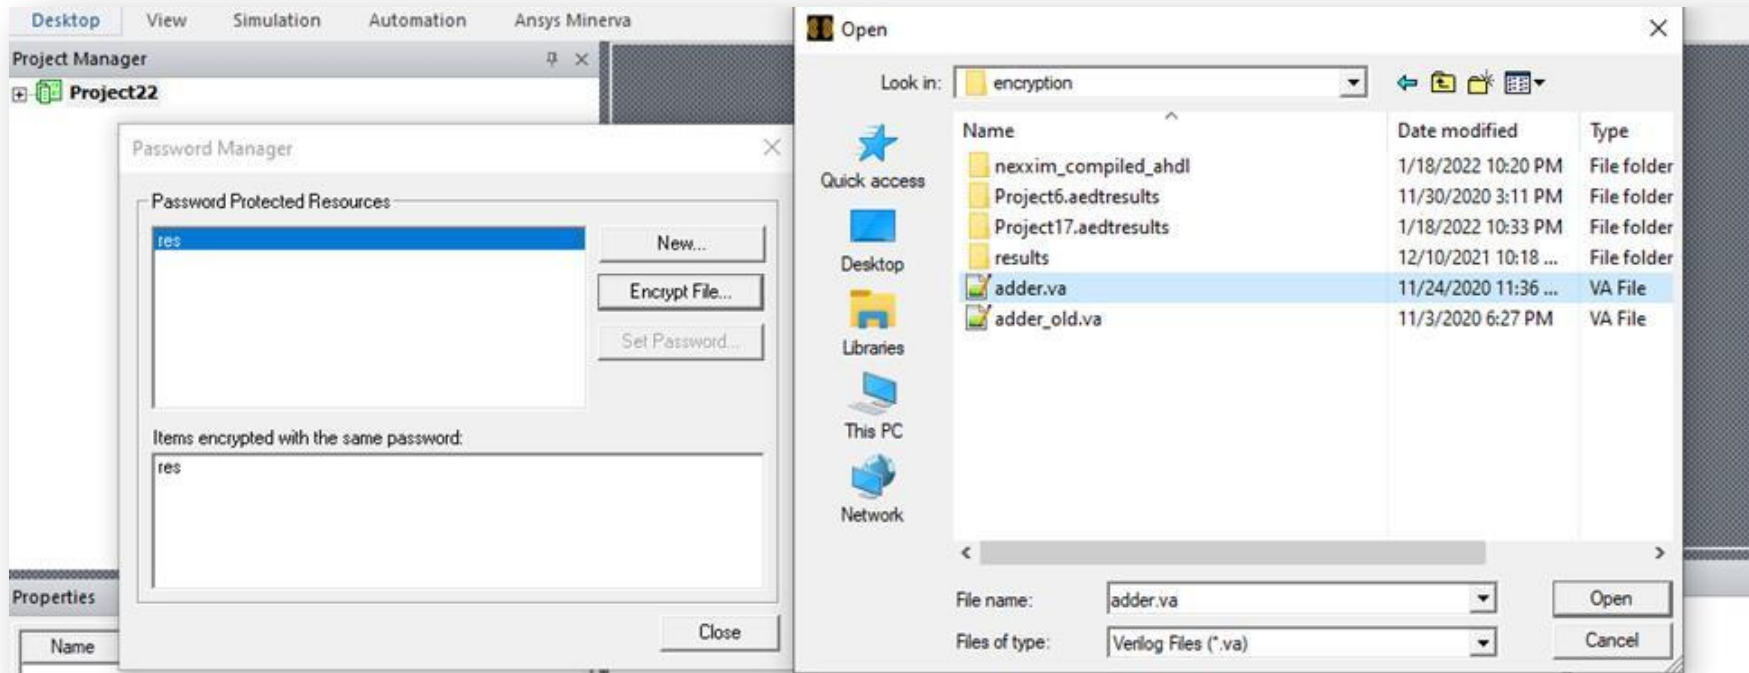 Desktop View Simulation Automation Ansys Minerva
Project Manager
Project22
Password Manager
Password Protected Resources
res
New...
Encrypt File...
Set Password...
Items encrypted with the same password:
res
Close
Properties
Name
Open
Look in: encryption
Quick access
Desktop
Libraries
This PC
Network
Name Date modified Type
nexxim_compiled_ahdl 1/18/2022 10:20 PM File folder
Project6.aedtresults 11/30/2020 3:11 PM File folder
Project17.aedtresults 1/18/2022 10:33 PM File folder
results 12/10/2021 10:18 ... File folder
adder.va 11/24/2020 11:36 ... VA File
adder_old.va 11/3/2020 6:27 PM VA File
File name: adder.va Open
Files of type: Verilog Files (*.va) Cancel